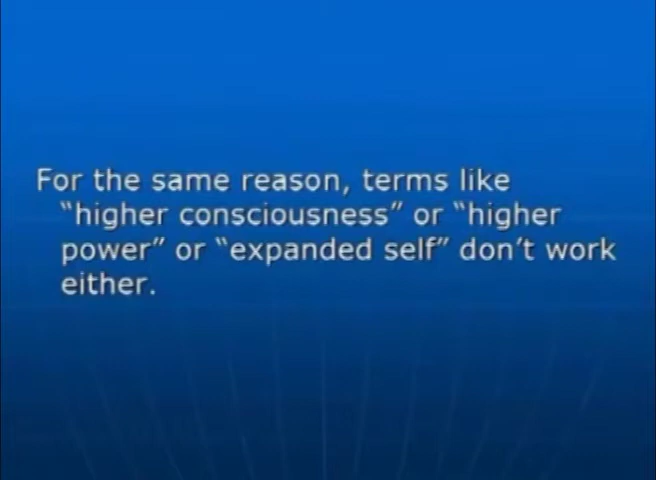 For the same reason, terms like
“higher consciousness” or “higher
power” or “expanded self” don’t work
either.